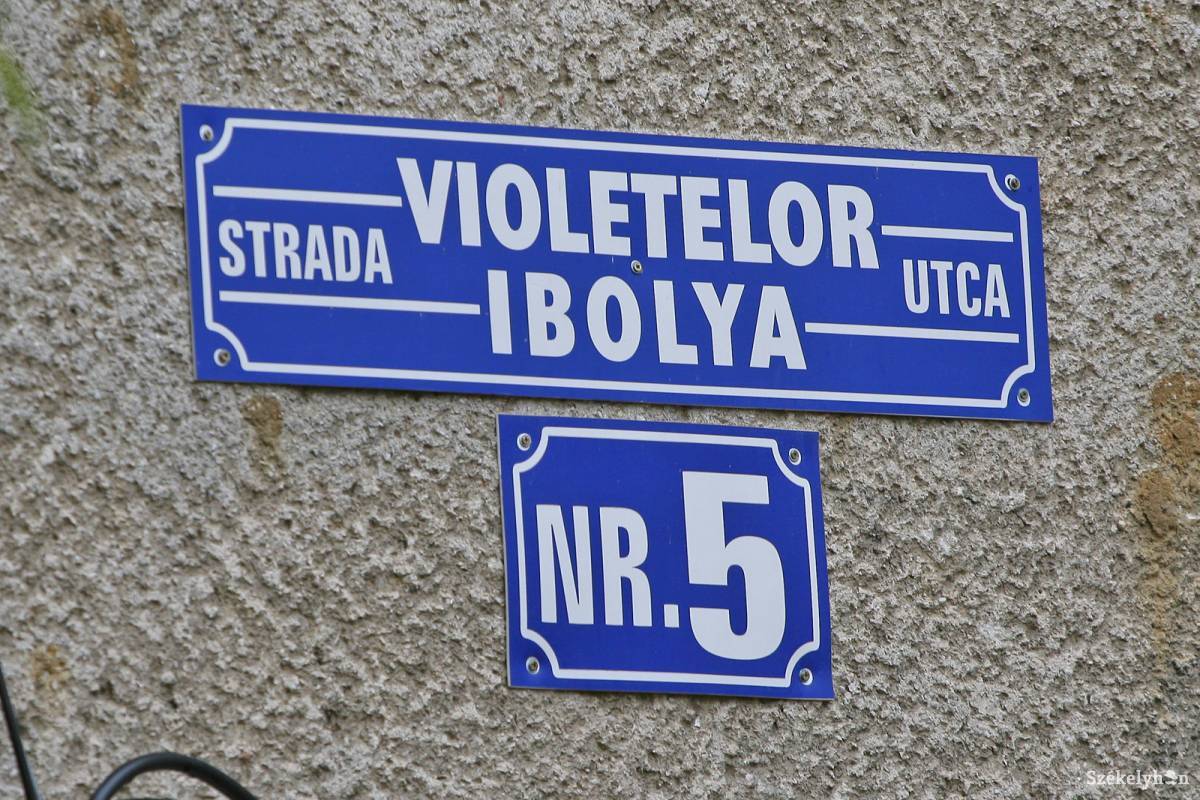 STRADA VIOLETELOR
IBOLYA UTCA
NR.5
Székelyhon